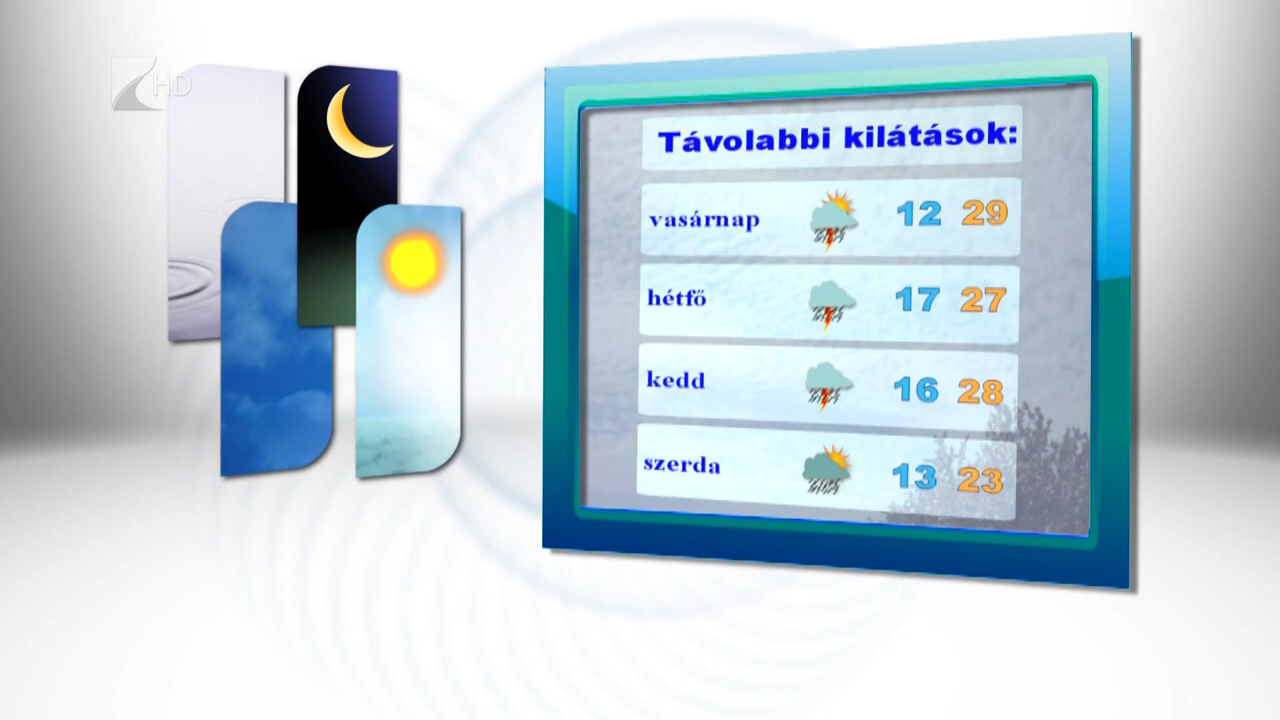 HD
Távolabbi kilátások:
vasárnap 12 29
hétfő 17 27
kedd 16 28
szerda 13 23